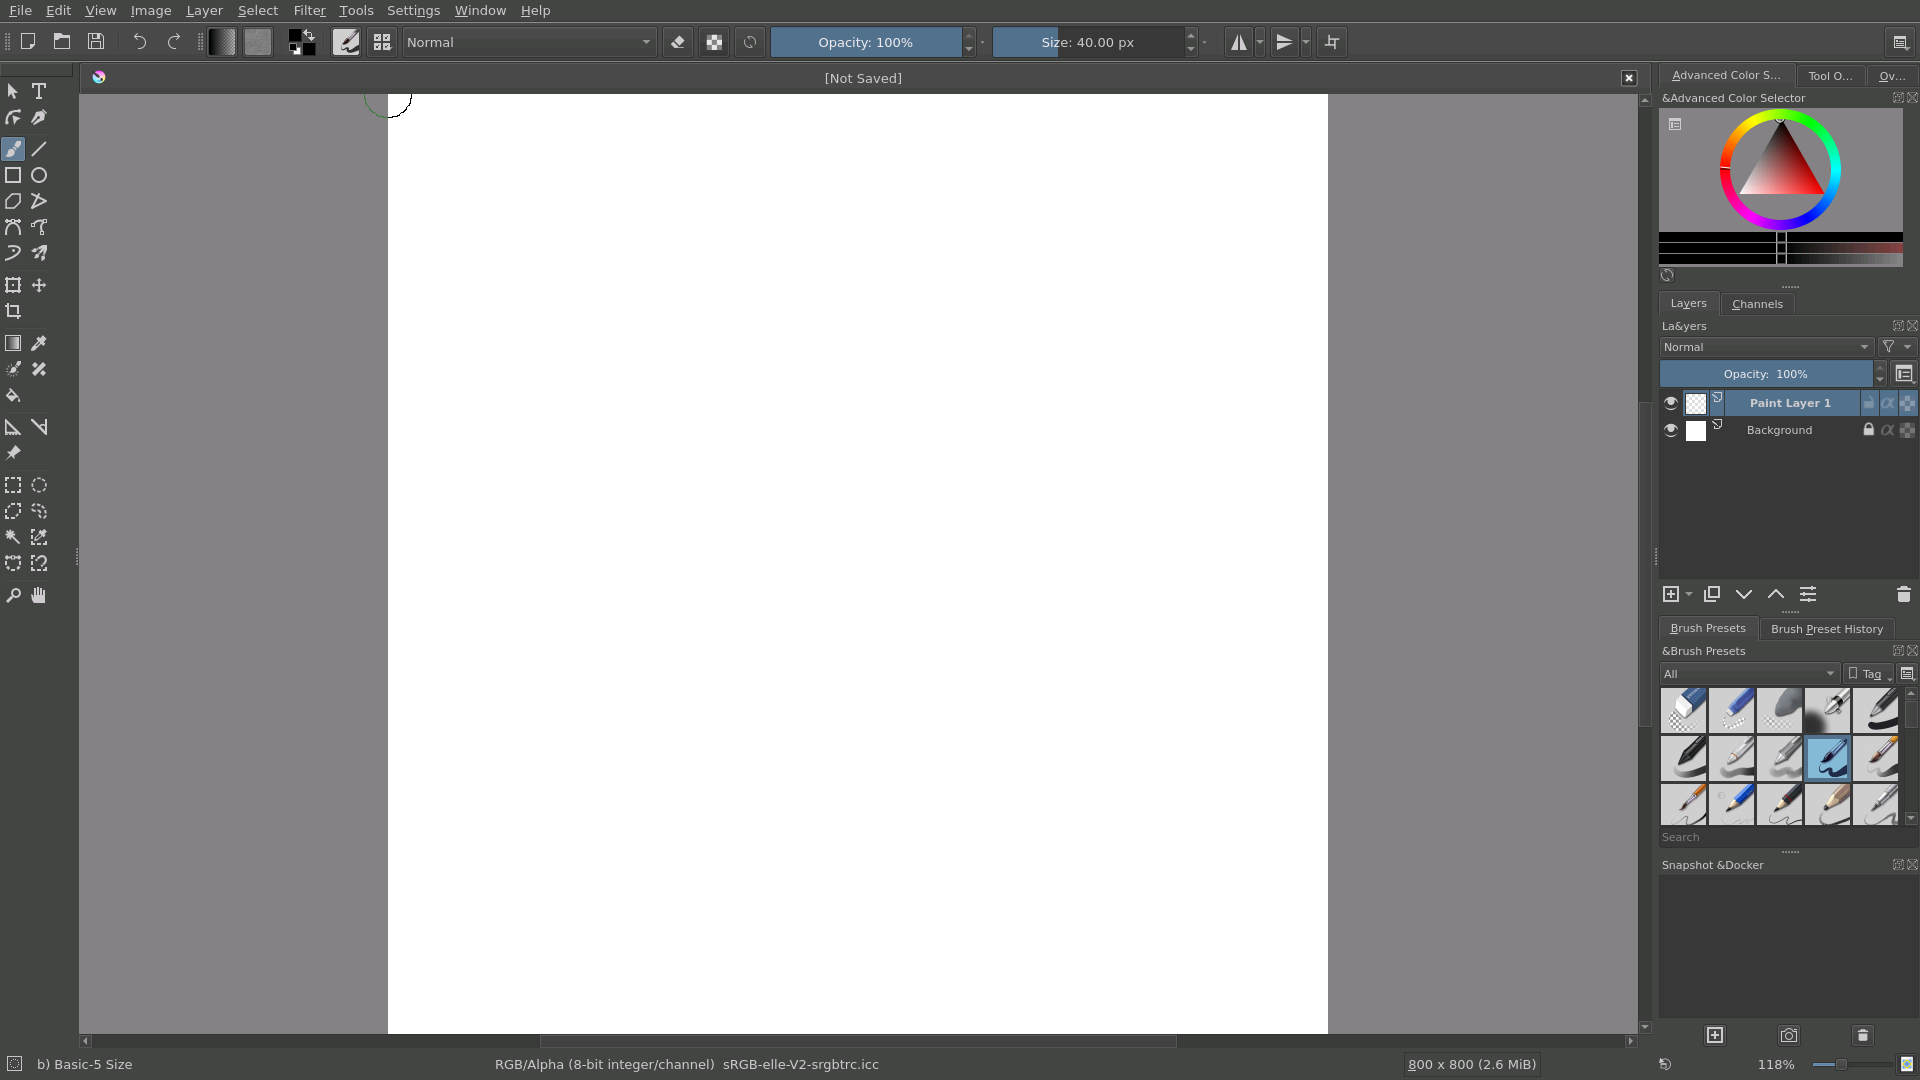 File Edit View Image Layer Select Filter Tools Settings Window Help
Normal
Opacity: 100%
Size: 40.00 px
[Not Saved]
Advanced Color S...
Tool O...
Ov...
&Advanced Color Selector
Layers
Channels
La&yers
Normal
Opacity: 100%
Paint Layer 1
Background
Brush Presets
Brush Preset History
&Brush Presets
All
Tag
Search
Snapshot &Docker
b) Basic-5 Size
RGB/Alpha (8-bit integer/channel) sRGB-elle-V2-srgbtrc.icc
800 x 800 (2.6 MiB)
118%